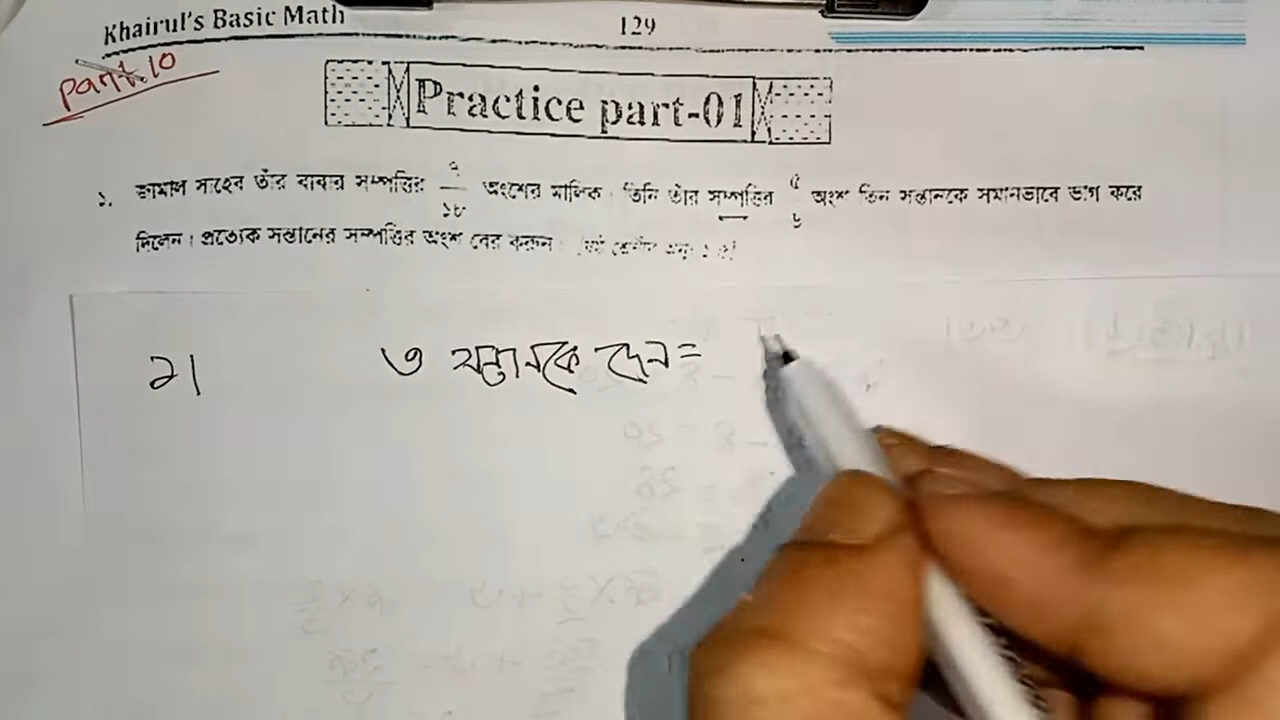 Khairul's Basic Math
129
part:10
Practice part-01
১. জামাল সাহেব তাঁর বাবার সম্পত্তির ৭/১৮ অংশের মালিক। তিনি তাঁর সম্পত্তির ৫/৬ অংশ তিন সন্তানকে সমানভাবে ভাগ করে
দিলেন। প্রত্যেক সন্তানের সম্পত্তির অংশ বের করুন।
১। ৩ সন্তানকে দেন =